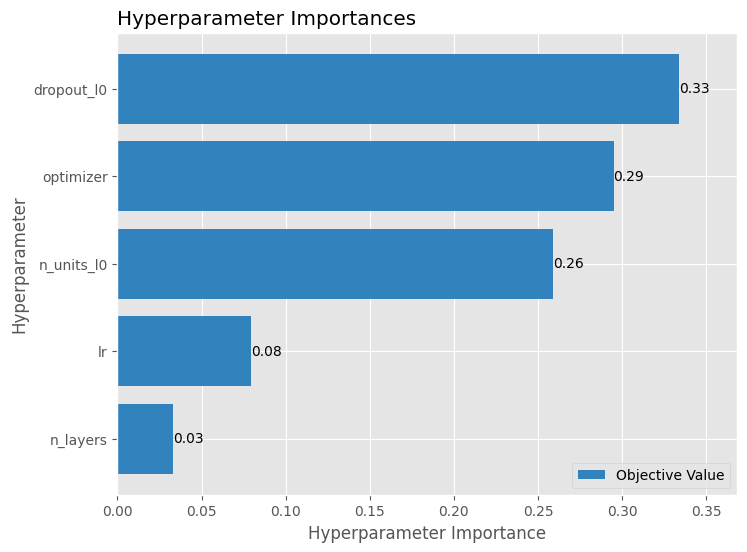 Hyperparameter Importances
dropout_l0
0.33
optimizer
0.29
n_units_l0
0.26
lr
0.08
n_layers
0.03
Hyperparameter
Objective Value
0.00 0.05 0.10 0.15 0.20 0.25 0.30 0.35
Hyperparameter Importance